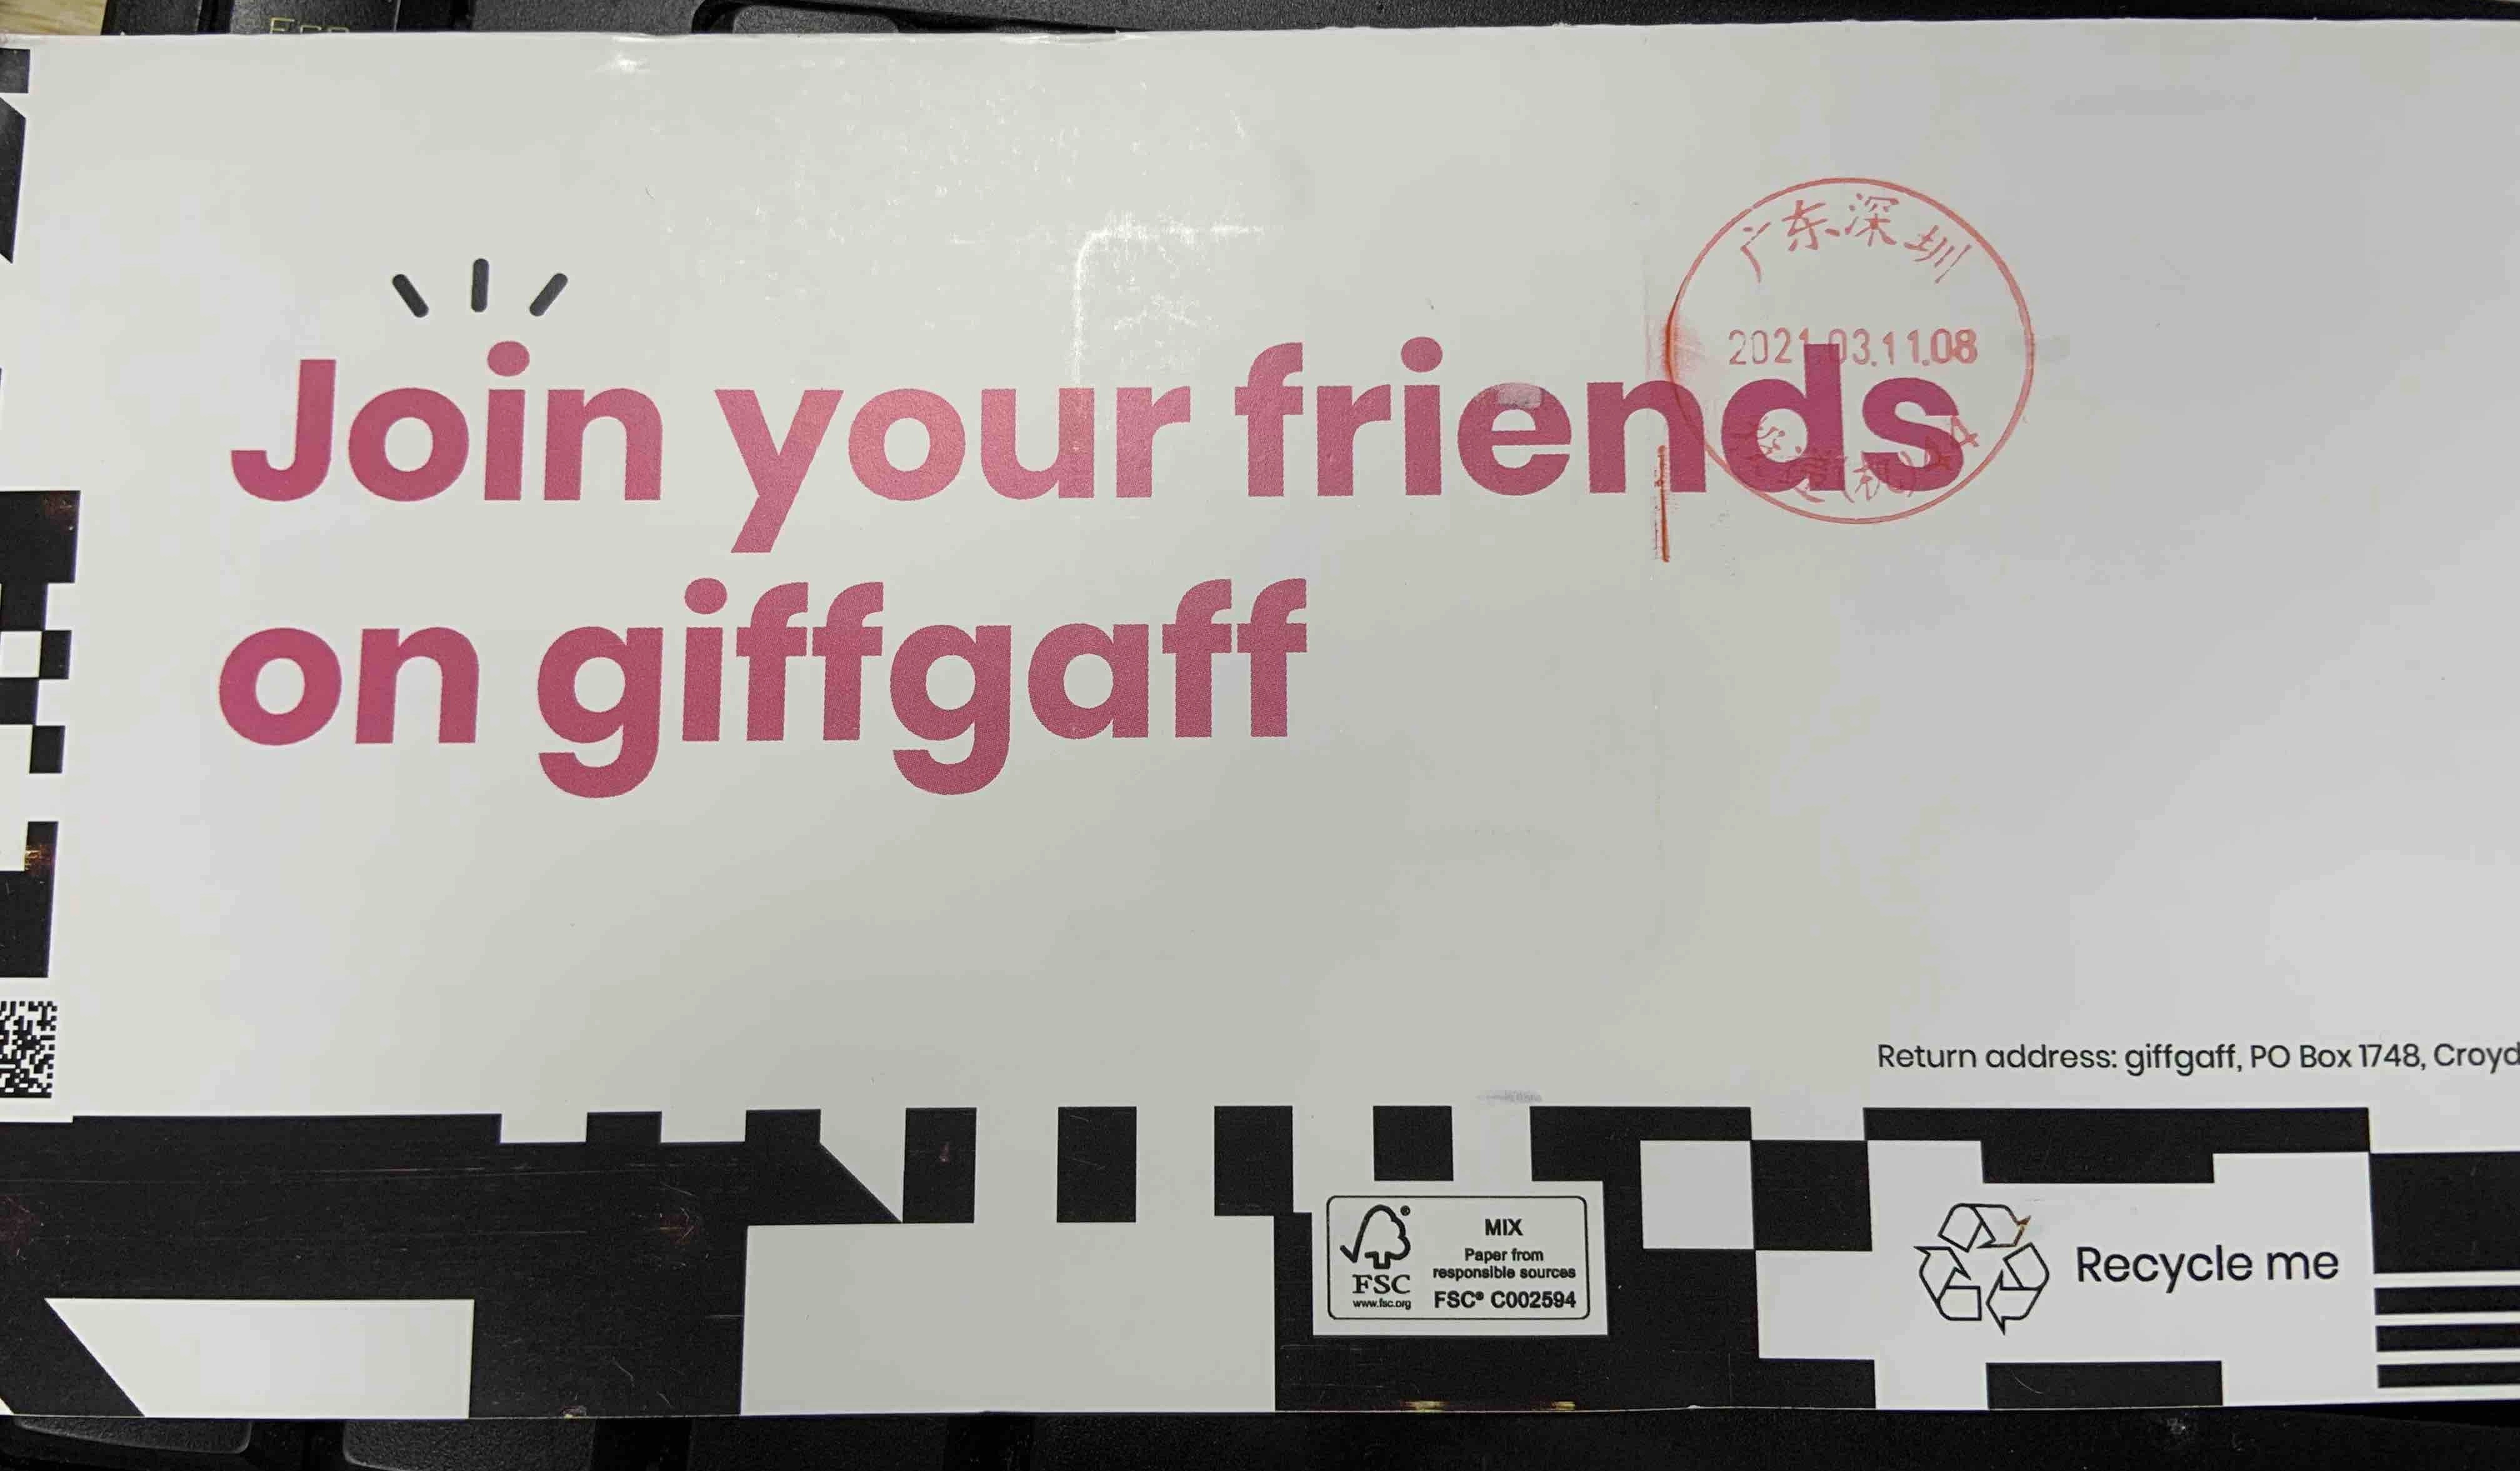 Join your friends
on giffgaff
广东深圳
2021.03.11.08
Return address: giffgaff, PO Box 1748, Croyd
FSC
www.fsc.org
MIX
Paper from
responsible sources
FSC® C002594
Recycle me